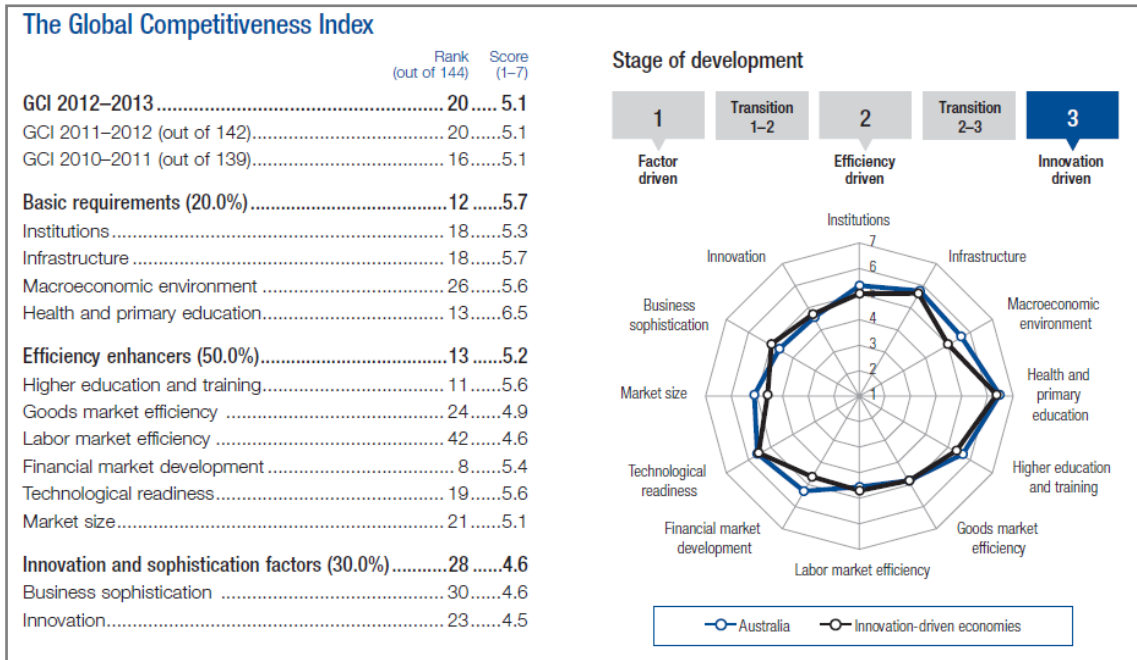 The Global Competitiveness Index
Rank Score
(out of 144) (1–7)
GCI 2012–2013 20 5.1
GCI 2011–2012 (out of 142) 20 5.1
GCI 2010–2011 (out of 139) 16 5.1
Basic requirements (20.0%) 12 5.7
Institutions 18 5.3
Infrastructure 18 5.7
Macroeconomic environment 26 5.6
Health and primary education 13 6.5
Efficiency enhancers (50.0%) 13 5.2
Higher education and training 11 5.6
Goods market efficiency 24 4.9
Labor market efficiency 42 4.6
Financial market development 8 5.4
Technological readiness 19 5.6
Market size 21 5.1
Innovation and sophistication factors (30.0%) 28 4.6
Business sophistication 30 4.6
Innovation 23 4.5
Stage of development
1
Transition
1–2
2
Transition
2–3
3
Factor
driven
Efficiency
driven
Innovation
driven
Institutions
Infrastructure
Macroeconomic
environment
Health and
primary
education
Higher education
and training
Goods market
efficiency
Labor market efficiency
Financial market
development
Technological
readiness
Market size
Business
sophistication
Innovation
7
6
5
4
3
2
1
Australia
Innovation-driven economies